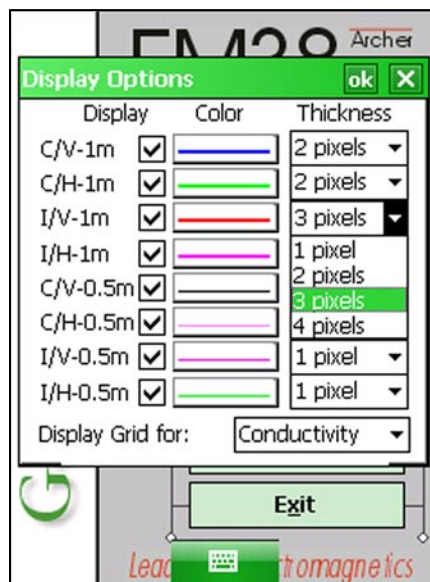 Archer
Display Options ok
Display Color Thickness
C/V-1m 2 pixels
C/H-1m 2 pixels
I/V-1m 3 pixels
I/H-1m 1 pixel
2 pixels
C/V-0.5m 3 pixels
C/H-0.5m 4 pixels
I/V-0.5m 1 pixel
I/H-0.5m 1 pixel
Display Grid for: Conductivity
G
Exit